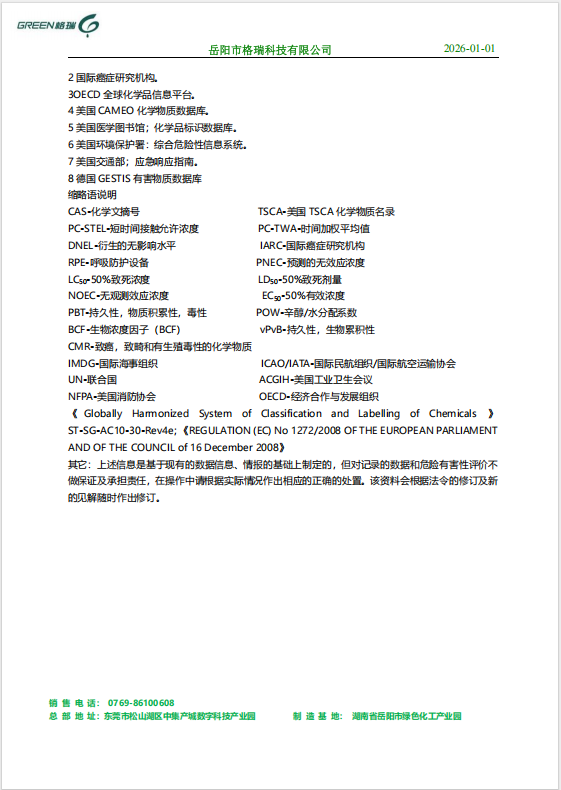 GREEN格瑞
岳阳市格瑞科技有限公司 2026-01-01
2 国际癌症研究机构。
3OECD 全球化学品信息平台。
4 美国 CAMEO 化学物质数据库。
5 美国医学图书馆；化学品标识数据库。
6 美国环境保护署：综合危险性信息系统。
7 美国交通部；应急响应指南。
8 德国 GESTIS 有害物质数据库
缩略语说明
CAS-化学文摘号 TSCA-美国 TSCA 化学物质名录
PC-STEL-短时间接触允许浓度 PC-TWA-时间加权平均值
DNEL-衍生的无影响水平 IARC-国际癌症研究机构
RPE-呼吸防护设备 PNEC-预测的无效应浓度
LC₅₀-50%致死浓度 LD₅₀-50%致死剂量
NOEC-无观测效应浓度 EC₅₀-50%有效浓度
PBT-持久性，物质积累性，毒性 POW-辛醇/水分配系数
BCF-生物浓度因子（BCF） vPvB-持久性，生物累积性
CMR-致癌，致畸和有生殖毒性的化学物质
IMDG-国际海事组织 ICAO/IATA-国际民航组织/国际航空运输协会
UN-联合国 ACGIH-美国工业卫生会议
NFPA-美国消防协会 OECD-经济合作与发展组织
《 Globally Harmonized System of Classification and Labelling of Chemicals 》
ST-SG-AC10-30-Rev4e;《REGULATION (EC) No 1272/2008 OF THE EUROPEAN PARLIAMENT
AND OF THE COUNCIL of 16 December 2008》
其它：上述信息是基于现有的数据信息、情报的基础上制定的，但对记录的数据和危险有害性评价不
做保证及承担责任，在操作中请根据实际情况作出相应的正确的处置。该资料会根据法令的修订及新
的见解随时作出修订。
销 售 电 话： 0769-86100608
总 部 地 址：东莞市松山湖区中集产城数字科技产业园 制 造 基 地： 湖南省岳阳市绿色化工产业园